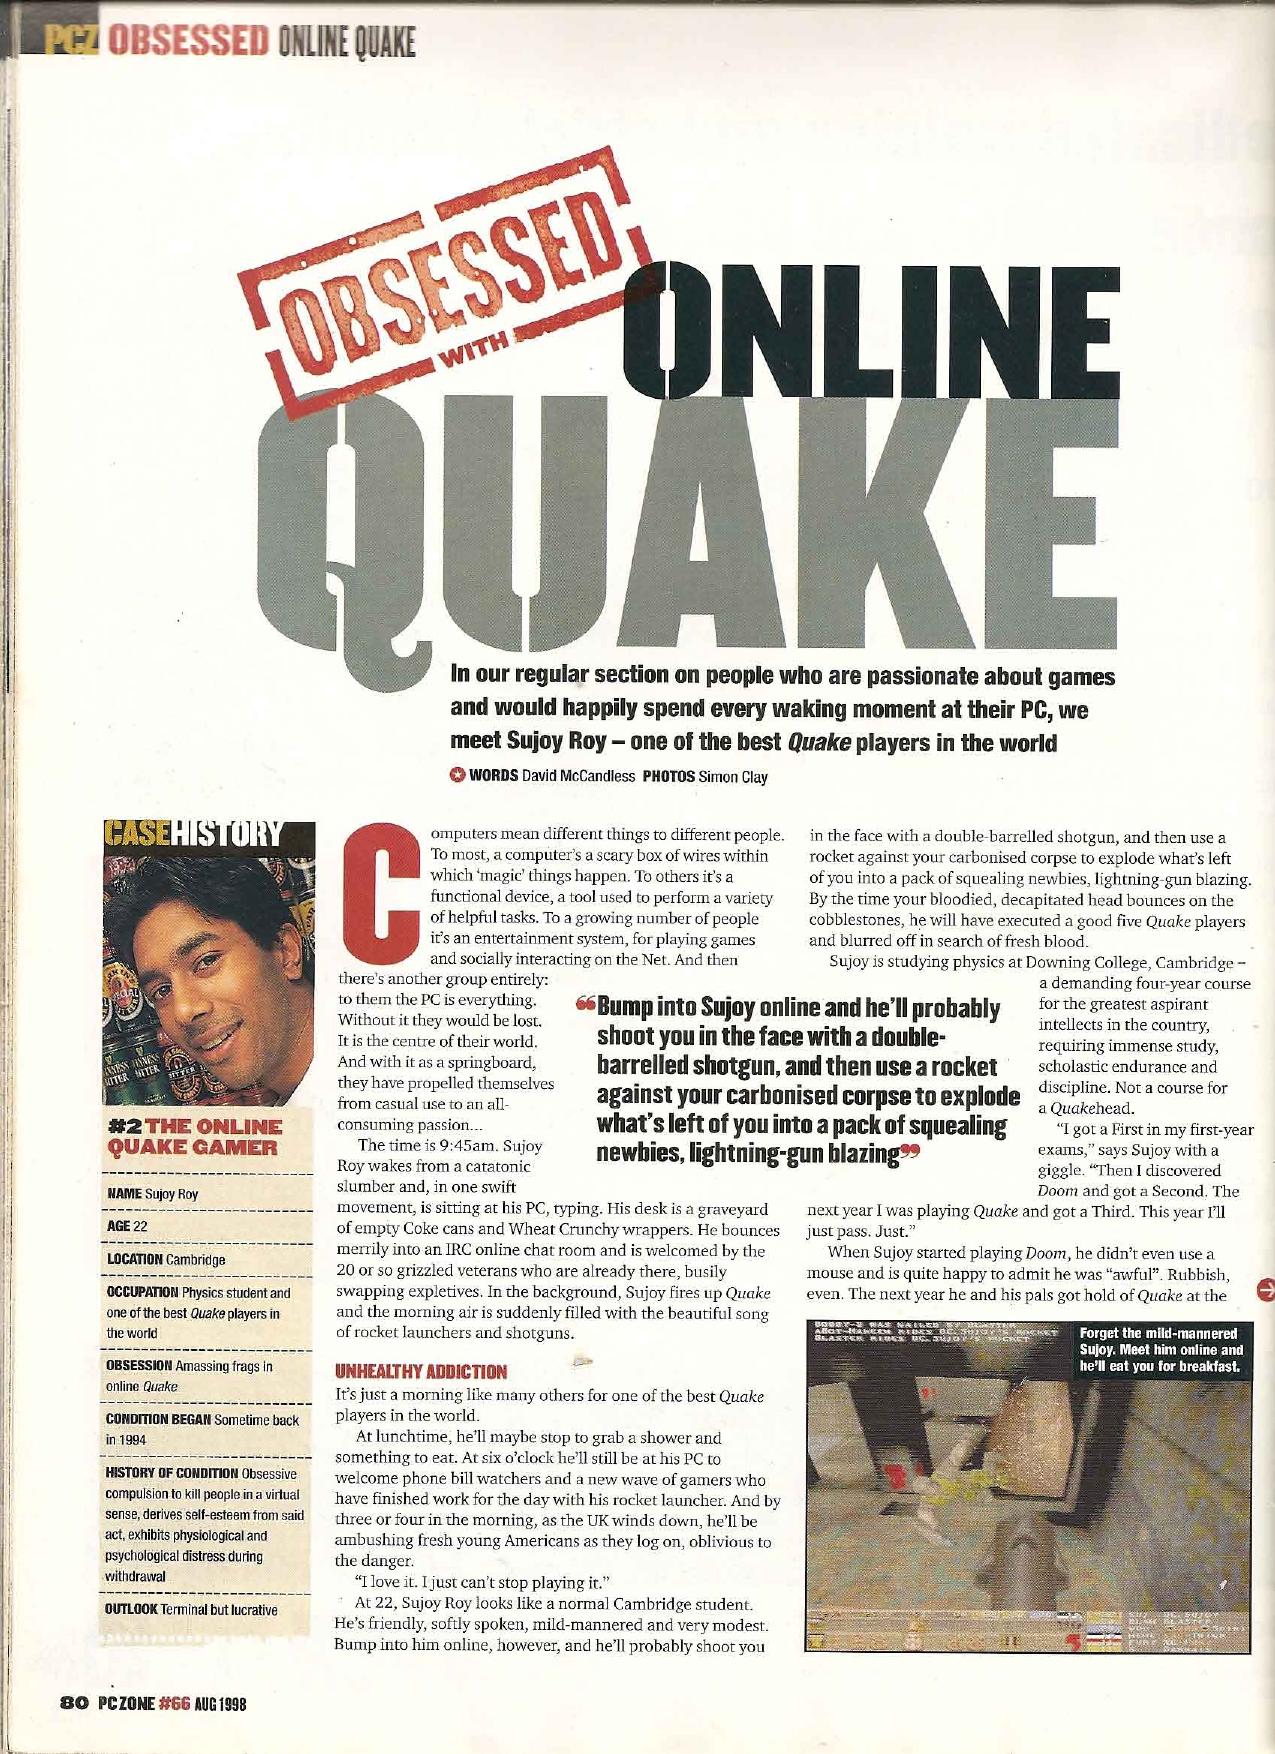 PCZ OBSESSED ONLINE QUAKE
OBSESSED
WITH
ONLINE
QUAKE
In our regular section on people who are passionate about games
and would happily spend every waking moment at their PC, we
meet Sujoy Roy – one of the best Quake players in the world
WORDS David McCandless PHOTOS Simon Clay
CASEHISTORY
#2 THE ONLINE
QUAKE GAMER
NAME Sujoy Roy
AGE 22
LOCATION Cambridge
OCCUPATION Physics student and
one of the best Quake players in
the world
OBSESSION Amassing frags in
online Quake
CONDITION BEGAN Sometime back
in 1994
HISTORY OF CONDITION Obsessive
compulsion to kill people in a virtual
sense, derives self-esteem from said
act, exhibits physiological and
psychological distress during
withdrawal
OUTLOOK Terminal but lucrative
Computers mean different things to different people.
To most, a computer's a scary box of wires within
which 'magic' things happen. To others it's a
functional device, a tool used to perform a variety
of helpful tasks. To a growing number of people
it's an entertainment system, for playing games
and socially interacting on the Net. And then
there's another group entirely:
to them the PC is everything.
Without it they would be lost.
It is the centre of their world.
And with it as a springboard,
they have propelled themselves
from casual use to an all-
consuming passion...
The time is 9:45am. Sujoy
Roy wakes from a catatonic
slumber and, in one swift
movement, is sitting at his PC, typing. His desk is a graveyard
of empty Coke cans and Wheat Crunchy wrappers. He bounces
merrily into an IRC online chat room and is welcomed by the
20 or so grizzled veterans who are already there, busily
swapping expletives. In the background, Sujoy fires up Quake
and the morning air is suddenly filled with the beautiful song
of rocket launchers and shotguns.
UNHEALTHY ADDICTION
It's just a morning like many others for one of the best Quake
players in the world.
At lunchtime, he'll maybe stop to grab a shower and
something to eat. At six o'clock he'll still be at his PC to
welcome phone bill watchers and a new wave of gamers who
have finished work for the day with his rocket launcher. And by
three or four in the morning, as the UK winds down, he'll be
ambushing fresh young Americans as they log on, oblivious to
the danger.
"I love it. I just can't stop playing it."
At 22, Sujoy Roy looks like a normal Cambridge student.
He's friendly, softly spoken, mild-mannered and very modest.
Bump into him online, however, and he'll probably shoot you
“Bump into Sujoy online and he'll probably
shoot you in the face with a double-
barrelled shotgun, and then use a rocket
against your carbonised corpse to explode
what's left of you into a pack of squealing
newbies, lightning-gun blazing”
in the face with a double-barrelled shotgun, and then use a
rocket against your carbonised corpse to explode what's left
of you into a pack of squealing newbies, lightning-gun blazing.
By the time your bloodied, decapitated head bounces on the
cobblestones, he will have executed a good five Quake players
and blurred off in search of fresh blood.
Sujoy is studying physics at Downing College, Cambridge –
a demanding four-year course
for the greatest aspirant
intellects in the country,
requiring immense study,
scholastic endurance and
discipline. Not a course for
a Quakehead.
"I got a First in my first-year
exams," says Sujoy with a
giggle. "Then I discovered
Doom and got a Second. The
next year I was playing Quake and got a Third. This year I'll
just pass. Just."
When Sujoy started playing Doom, he didn't even use a
mouse and is quite happy to admit he was "awful". Rubbish,
even. The next year he and his pals got hold of Quake at the
Forget the mild-mannered
Sujoy. Meet him online and
he'll eat you for breakfast.
80 PC ZONE #66 AUG 1998